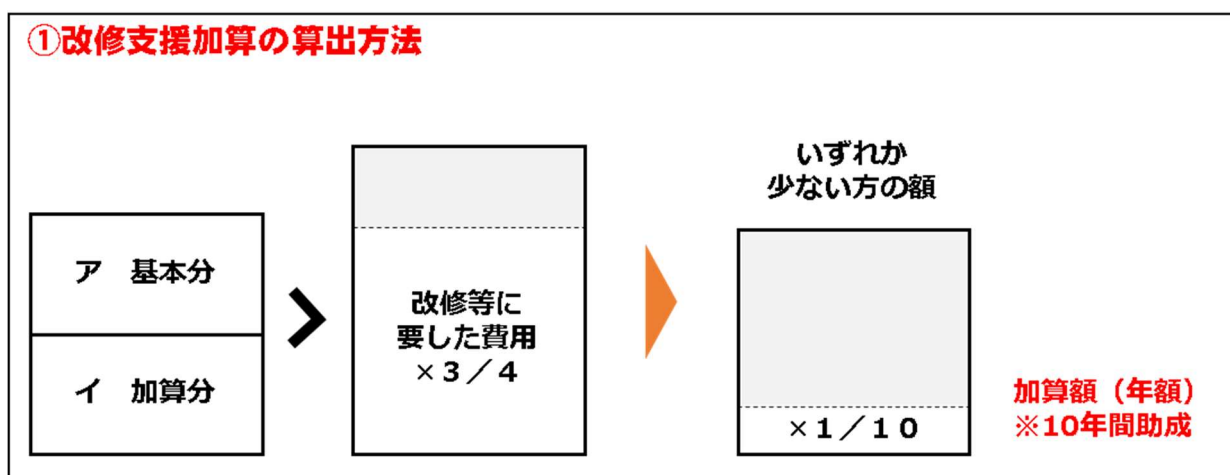 ①改修支援加算の算出方法
ア　基本分
イ　加算分
＞
改修等に
要した費用
×３／４
いずれか
少ない方の額
×１／１０
加算額（年額）
※10年間助成